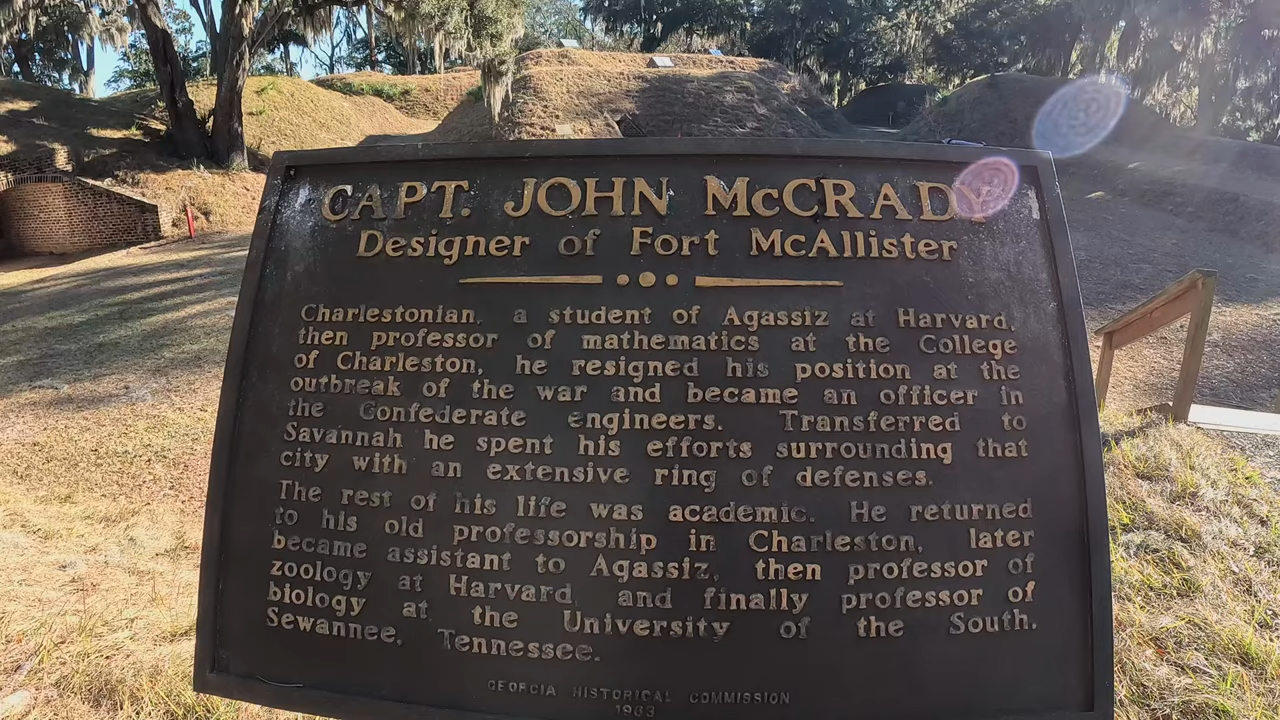 CAPT. JOHN McCRADY
Designer of Fort McAllister
Charlestonian, a student of Agassiz at Harvard,
then professor of mathematics at the College
of Charleston, he resigned his position at the
outbreak of the war and became an officer in
the Confederate engineers. Transferred to
Savannah he spent his efforts surrounding that
city with an extensive ring of defenses.
The rest of his life was academic. He returned
to his old professorship in Charleston, later
became assistant to Agassiz, then professor of
zoology at Harvard and finally professor of
biology at the University of the South.
Sewannee, Tennessee.
GEORGIA HISTORICAL COMMISSION
1963